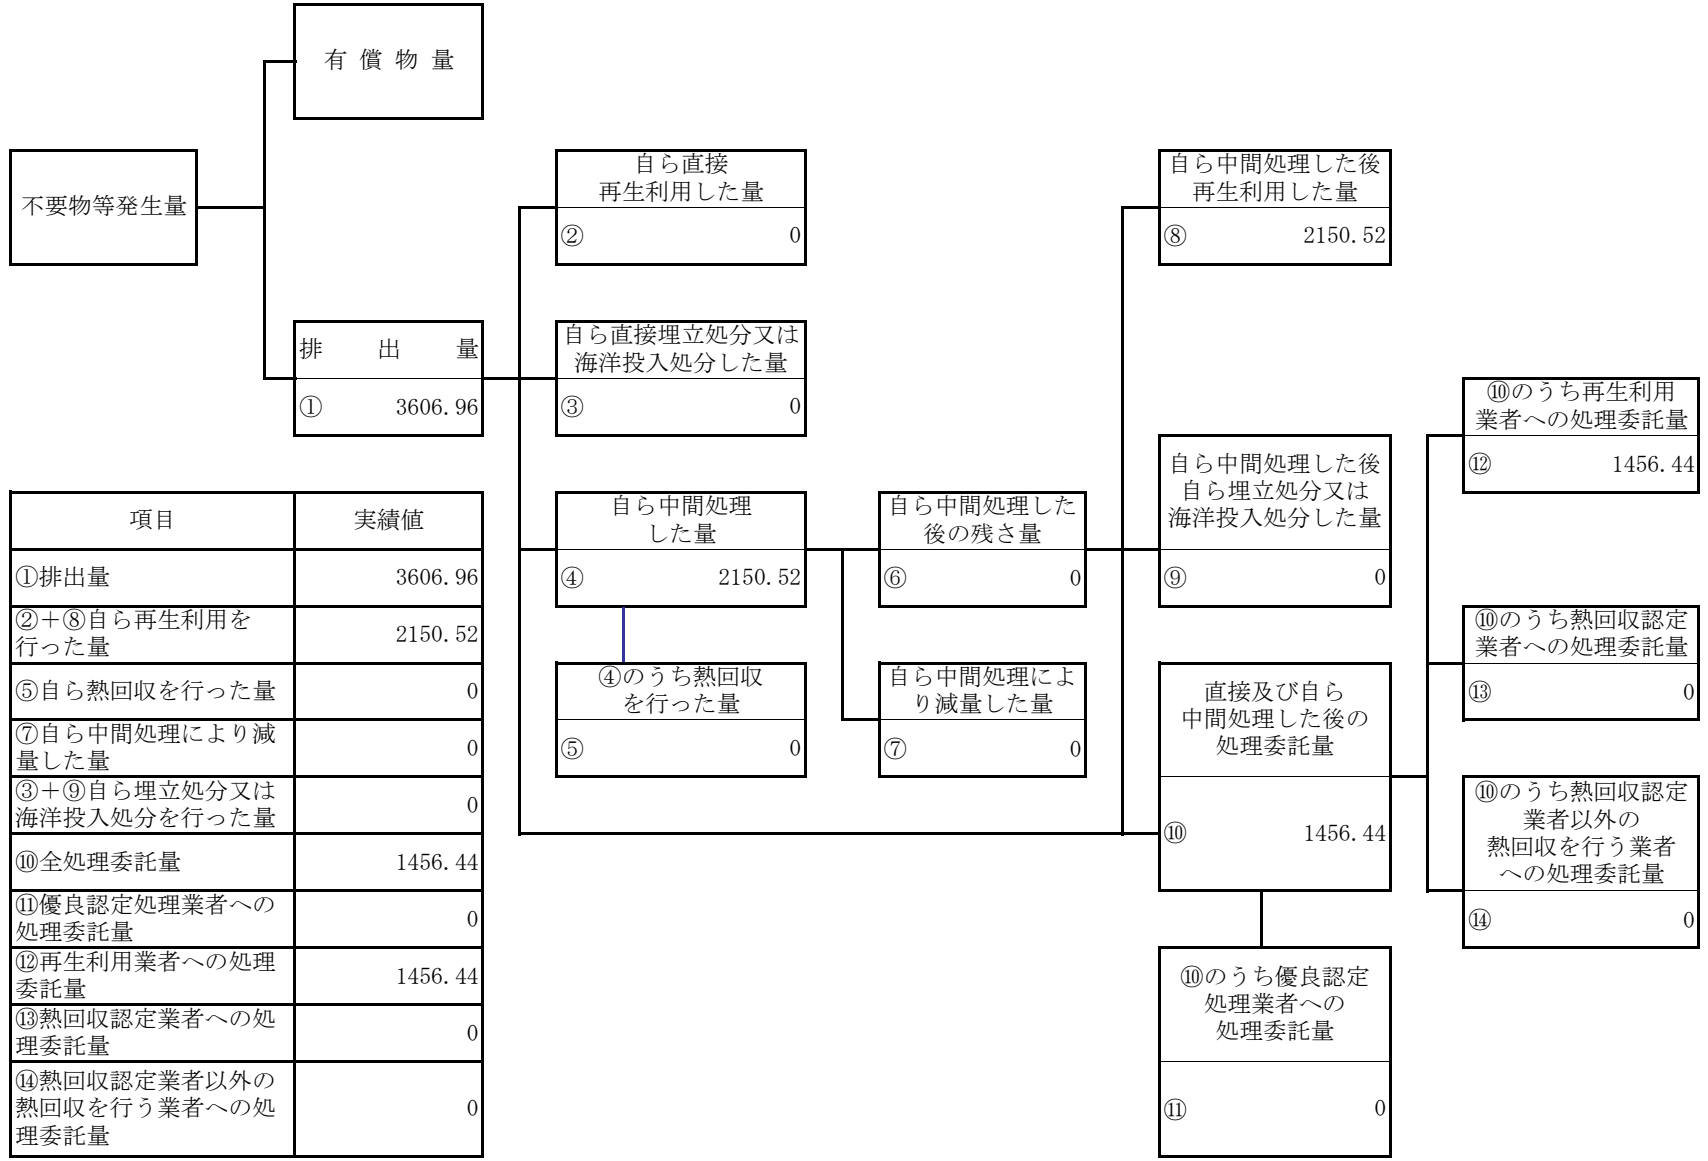 有償物量
不要物等発生量
自ら直接
再生利用した量
② 0
自ら中間処理した後
再生利用した量
⑧ 2150.52
排出量
① 3606.96
自ら直接埋立処分又は
海洋投入処分した量
③ 0
⑩のうち再生利用
業者への処理委託量
⑫ 1456.44
自ら中間処理
した量
④ 2150.52
自ら中間処理した
後の残さ量
⑥ 0
自ら中間処理した後
自ら埋立処分又は
海洋投入処分した量
⑨ 0
④のうち熱回収
を行った量
⑤ 0
自ら中間処理によ
り減量した量
⑦ 0
直接及び自ら
中間処理した後の
処理委託量
⑩ 1456.44
⑩のうち熱回収認定
業者への処理委託量
⑬ 0
⑩のうち熱回収認定
業者以外の
熱回収を行う業者
への処理委託量
⑭ 0
⑩のうち優良認定
処理業者への
処理委託量
⑪ 0
項目 実績値
①排出量 3606.96
②＋⑧自ら再生利用を
行った量 2150.52
⑤自ら熱回収を行った量 0
⑦自ら中間処理により減
量した量 0
③＋⑨自ら埋立処分又は
海洋投入処分を行った量 0
⑩全処理委託量 1456.44
⑪優良認定処理業者への
処理委託量 0
⑫再生利用業者への処理
委託量 1456.44
⑬熱回収認定業者への処
理委託量 0
⑭熱回収認定業者以外の
熱回収を行う業者への処
理委託量 0